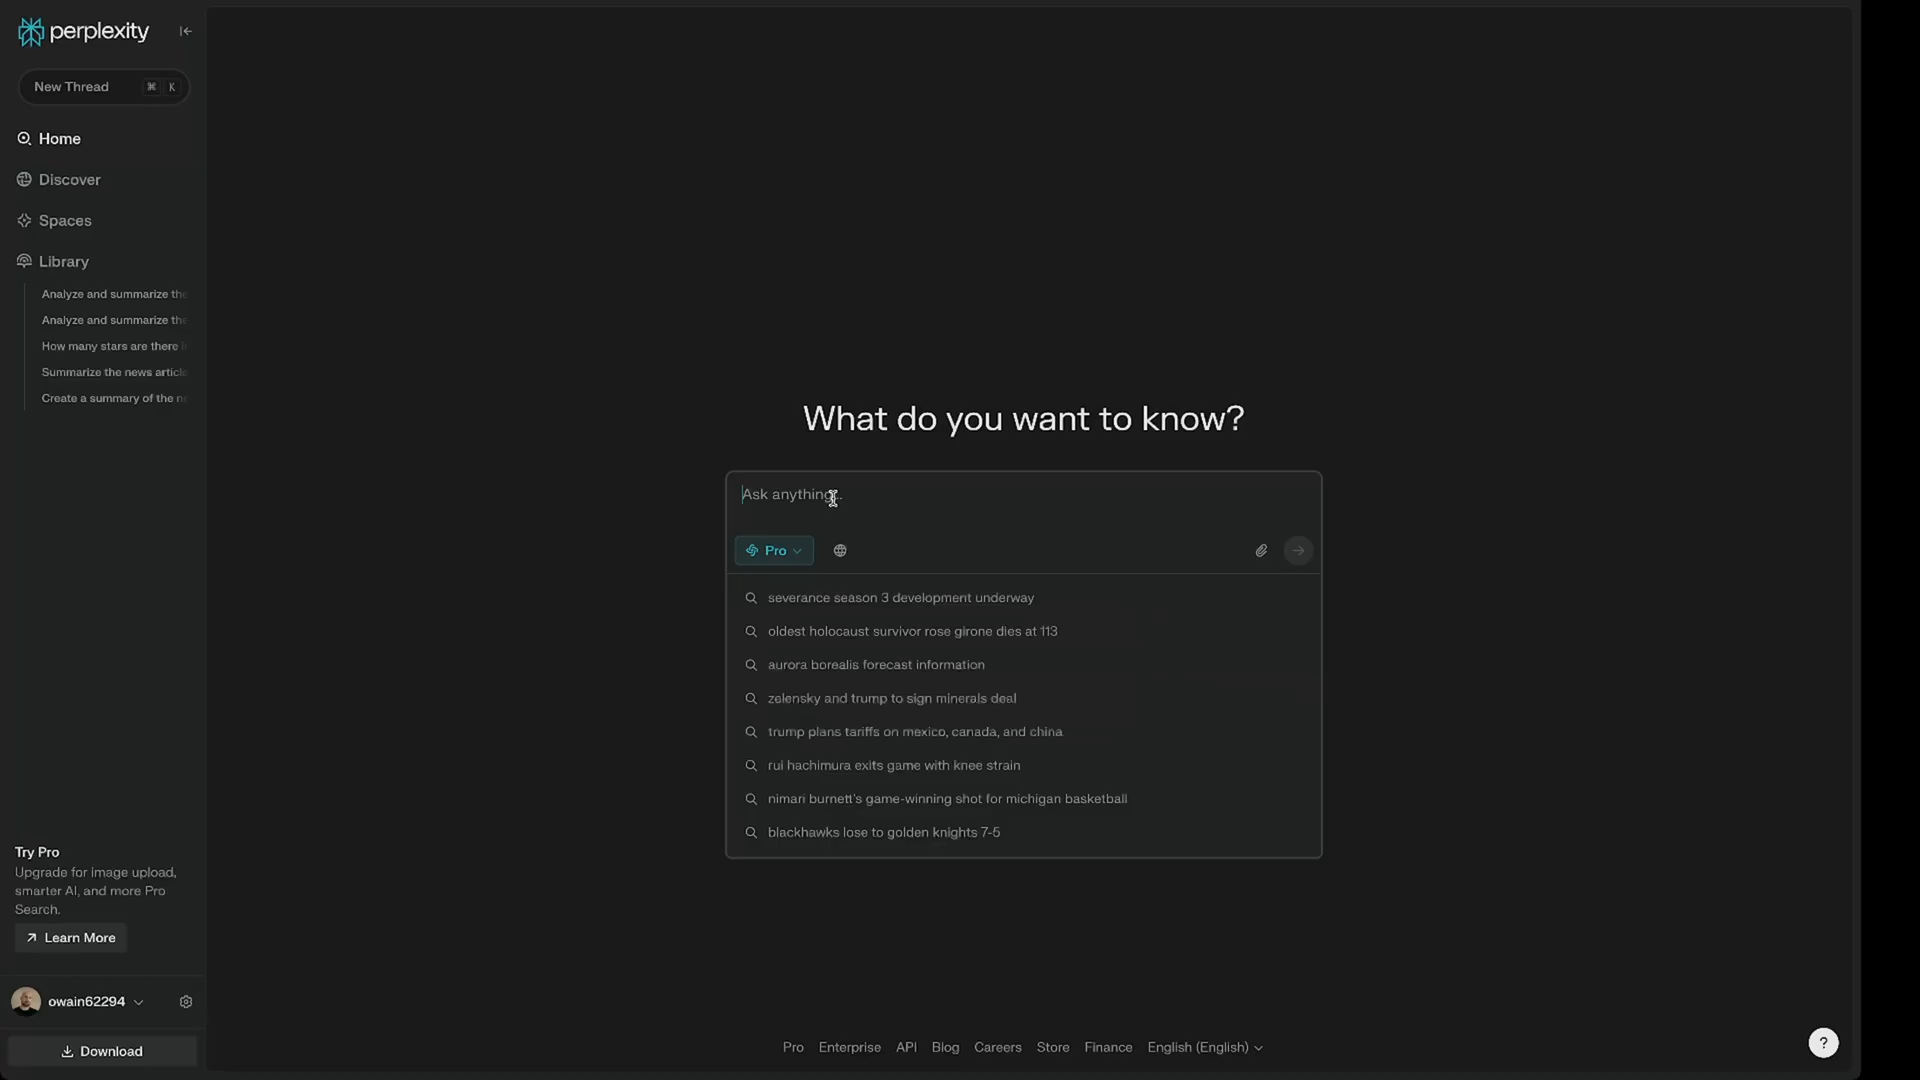 perplexity
New Thread ⌘ K
Home
Discover
Spaces
Library
Analyze and summarize the
Analyze and summarize the
How many stars are there
Summarize the news article
Create a summary of the
Try Pro
Upgrade for image upload,
smarter AI, and more Pro
Search.
Learn More
owain62294
Download
What do you want to know?
Ask anything...
Pro
severance season 3 development underway
oldest holocaust survivor rose girone dies at 113
aurora borealis forecast information
zelensky and trump to sign minerals deal
trump plans tariffs on mexico, canada, and china
rui hachimura exits game with knee strain
nimari burnett's game-winning shot for michigan basketball
blackhawks lose to golden knights 7-5
Pro Enterprise API Blog Careers Store Finance English (English)
?